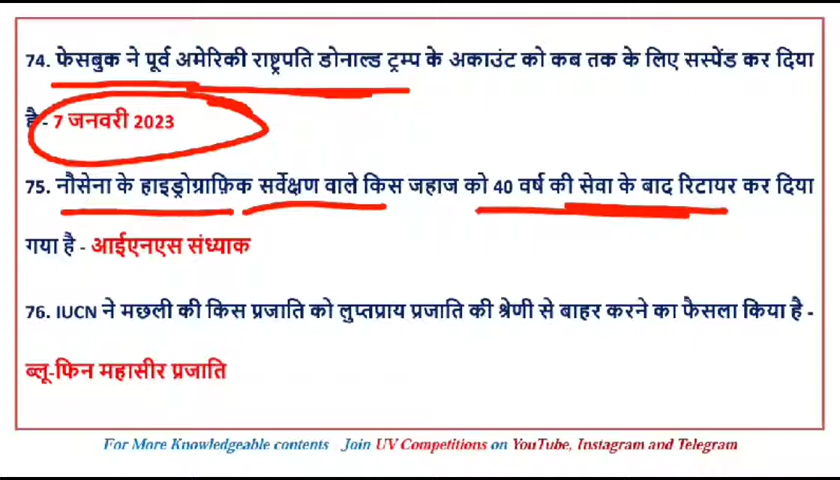 74. फेसबुक ने पूर्व अमेरिकी राष्ट्रपति डोनाल्ड ट्रम्प के अकाउंट को कब तक के लिए सस्पेंड कर दिया
है - 7 जनवरी 2023
75. नौसेना के हाइड्रोग्राफ़िक सर्वेक्षण वाले किस जहाज को 40 वर्ष की सेवा के बाद रिटायर कर दिया
गया है - आईएनएस संध्याक
76. IUCN ने मछली की किस प्रजाति को लुप्तप्राय प्रजाति की श्रेणी से बाहर करने का फैसला किया है -
ब्लू-फिन महासीर प्रजाति
For More Knowledgeable contents Join UV Competitions on YouTube, Instagram and Telegram